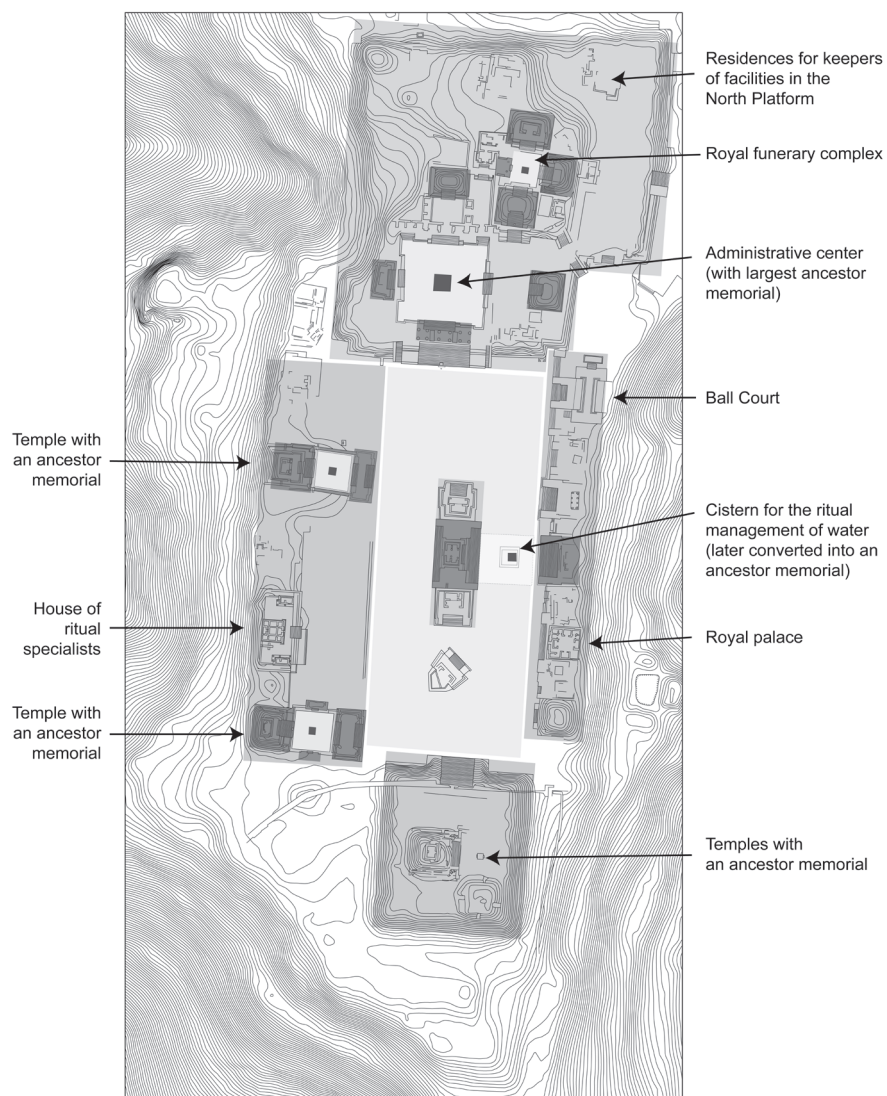 Residences for keepers
of facilities in the
North Platform
Royal funerary complex
Administrative center
(with largest ancestor
memorial)
Ball Court
Temple with
an ancestor
memorial
Cistern for the ritual
management of water
(later converted into an
ancestor memorial)
House of
ritual
specialists
Royal palace
Temple with
an ancestor
memorial
Temples with
an ancestor memorial